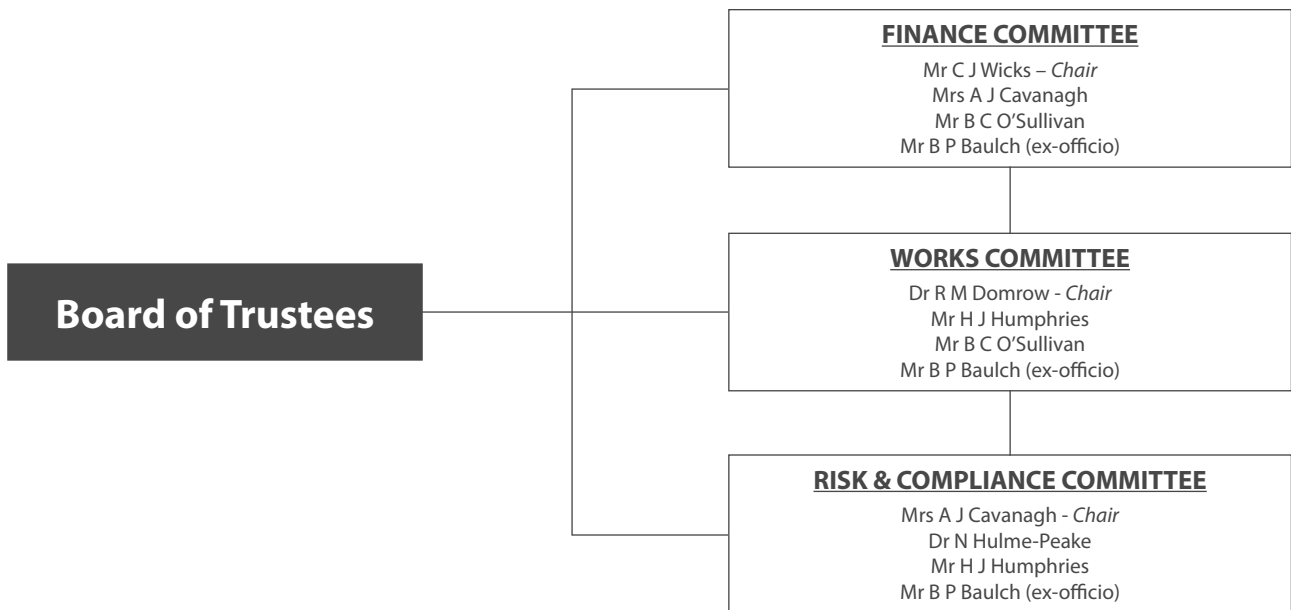 FINANCE COMMITTEE
Mr C J Wicks – Chair
Mrs A J Cavanagh
Mr B C O’Sullivan
Mr B P Baulch (ex-officio)
Board of Trustees
WORKS COMMITTEE
Dr R M Domrow - Chair
Mr H J Humphries
Mr B C O’Sullivan
Mr B P Baulch (ex-officio)
RISK & COMPLIANCE COMMITTEE
Mrs A J Cavanagh - Chair
Dr N Hulme-Peake
Mr H J Humphries
Mr B P Baulch (ex-officio)